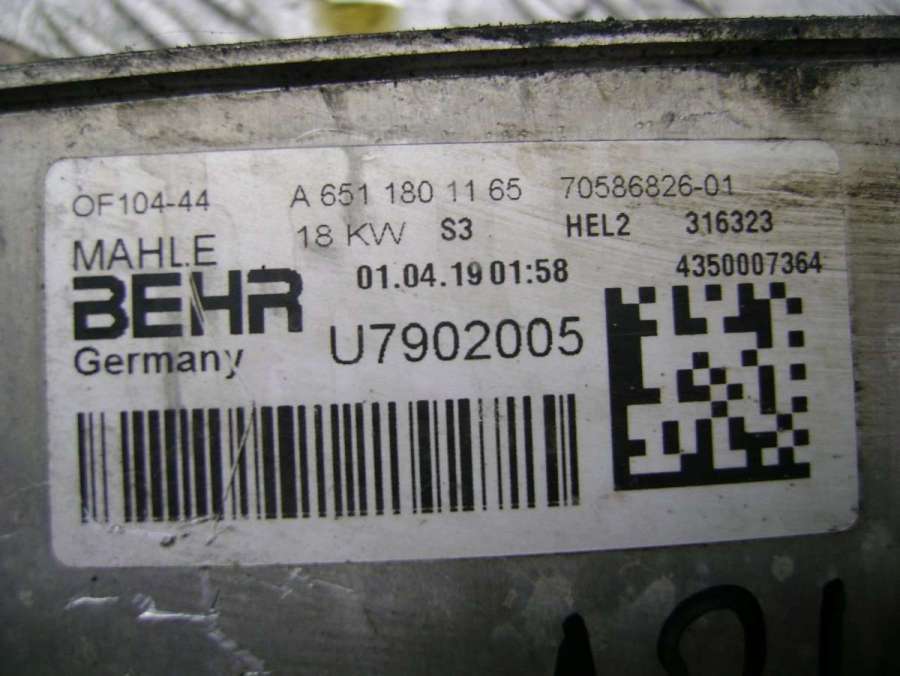 OF104-44 A 651 180 11 65 70586826-01
MAHLE 18 KW S3 HEL2 316323
BEHR 01.04.19 01:58 4350007364
Germany U7902005